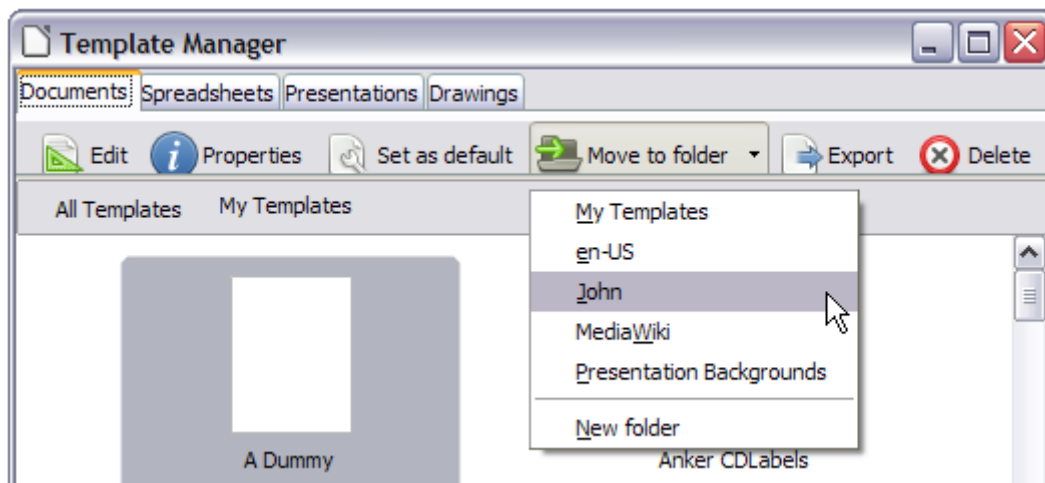 Template Manager
Documents Spreadsheets Presentations Drawings
Edit Properties Set as default Move to folder Export Delete
All Templates My Templates
My Templates
en-US
John
MediaWiki
Presentation Backgrounds
New folder
A Dummy Anker CDLabels